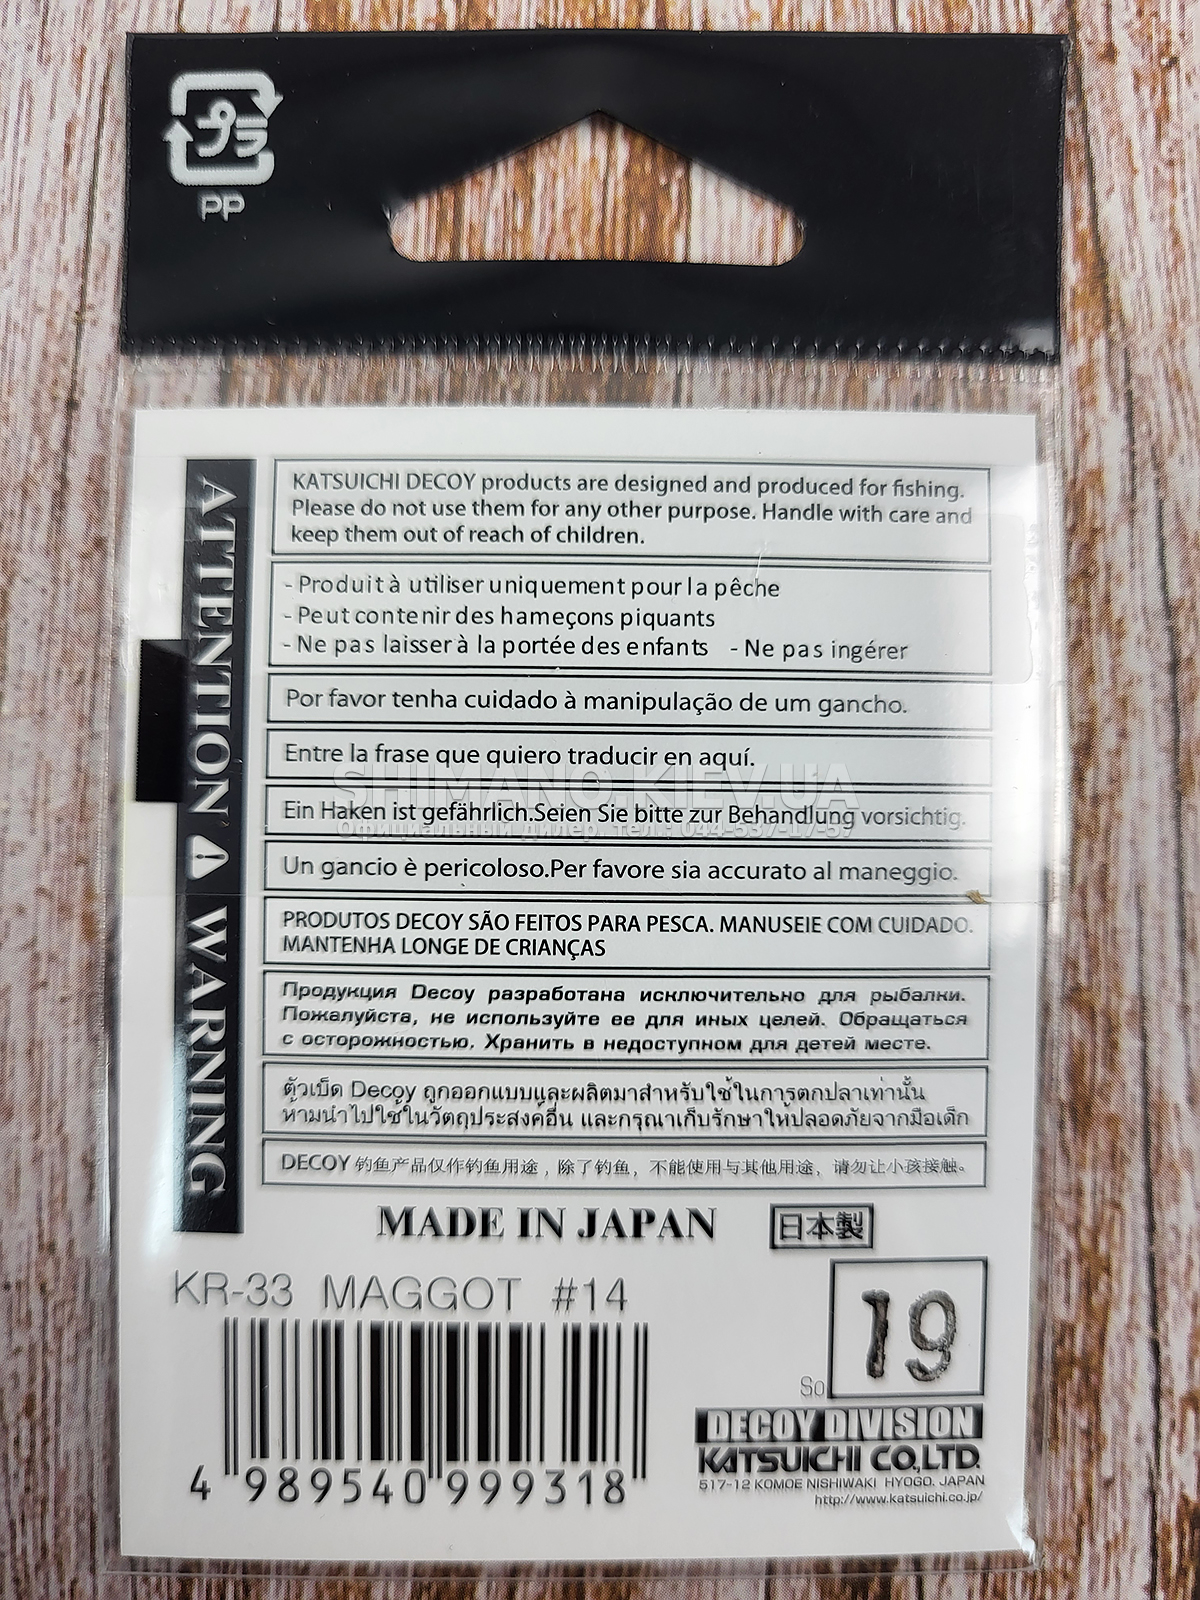 プラ
PP
ATTENTION WARNING
KATSUICHI DECOY products are designed and produced for fishing.
Please do not use them for any other purpose. Handle with care and
keep them out of reach of children.
- Produit à utiliser uniquement pour la pêche
- Peut contenir des hameçons piquants
- Ne pas laisser à la portée des enfants - Ne pas ingérer
Por favor tenha cuidado à manipulação de um gancho.
Entre la frase que quiero traducir en aquí.
SHIMANO.KIEV.UA
Ein Haken ist gefährlich.Seien Sie bitte zur Behandlung vorsichtig.
Официальный дилер. тел.: 044-537-17-57
Un gancio è pericoloso.Per favore sia accurato al maneggio.
PRODUTOS DECOY SÃO FEITOS PARA PESCA. MANUSEIE COM CUIDADO.
MANTENHA LONGE DE CRIANÇAS
Продукция Decoy разработана исключительно для рыбалки.
Пожалуйста, не используйте ее для иных целей. Обращаться
с осторожностью. Хранить в недоступном для детей месте.
ตัวเบ็ด Decoy ถูกออกแบบและผลิตมาสำหรับใช้ในการตกปลาเท่านั้น
ห้ามนำไปใช้ในวัตถุประสงค์อื่น และกรุณาเก็บรักษาให้ปลอดภัยจากมือเด็ก
DECOY 钓鱼产品仅作钓鱼用途，除了钓鱼，不能使用与其他用途，请勿让小孩接触。
MADE IN JAPAN 日本製
KR-33 MAGGOT #14
19
So
4 989540 999318
DECOY DIVISION
KATSUICHI CO.,LTD.
517-12 KOMOE NISHIWAKI HYOGO. JAPAN
http://www.katsuichi.co.jp/